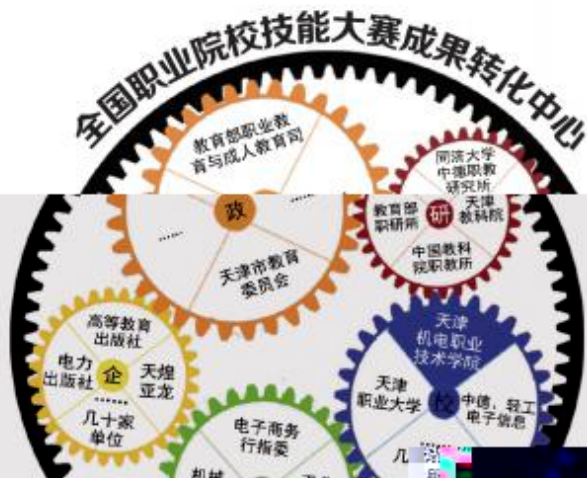 全国职业院校技能大赛成果转化中心
教育部职业教
育与成人教育司
政
......
......
天津市教育
委员会
同济大学
中德职教
研究所
教育部
职研所
研
天津
教科院
中国教科
院职教所
高等教育
出版社
电力
出版社
企
天煌
亚龙
......
几十家
单位
天津
机电职业
技术学院
天津
职业大学
校
中德，轻工
电子信息
......
电子商务
行指委
机械